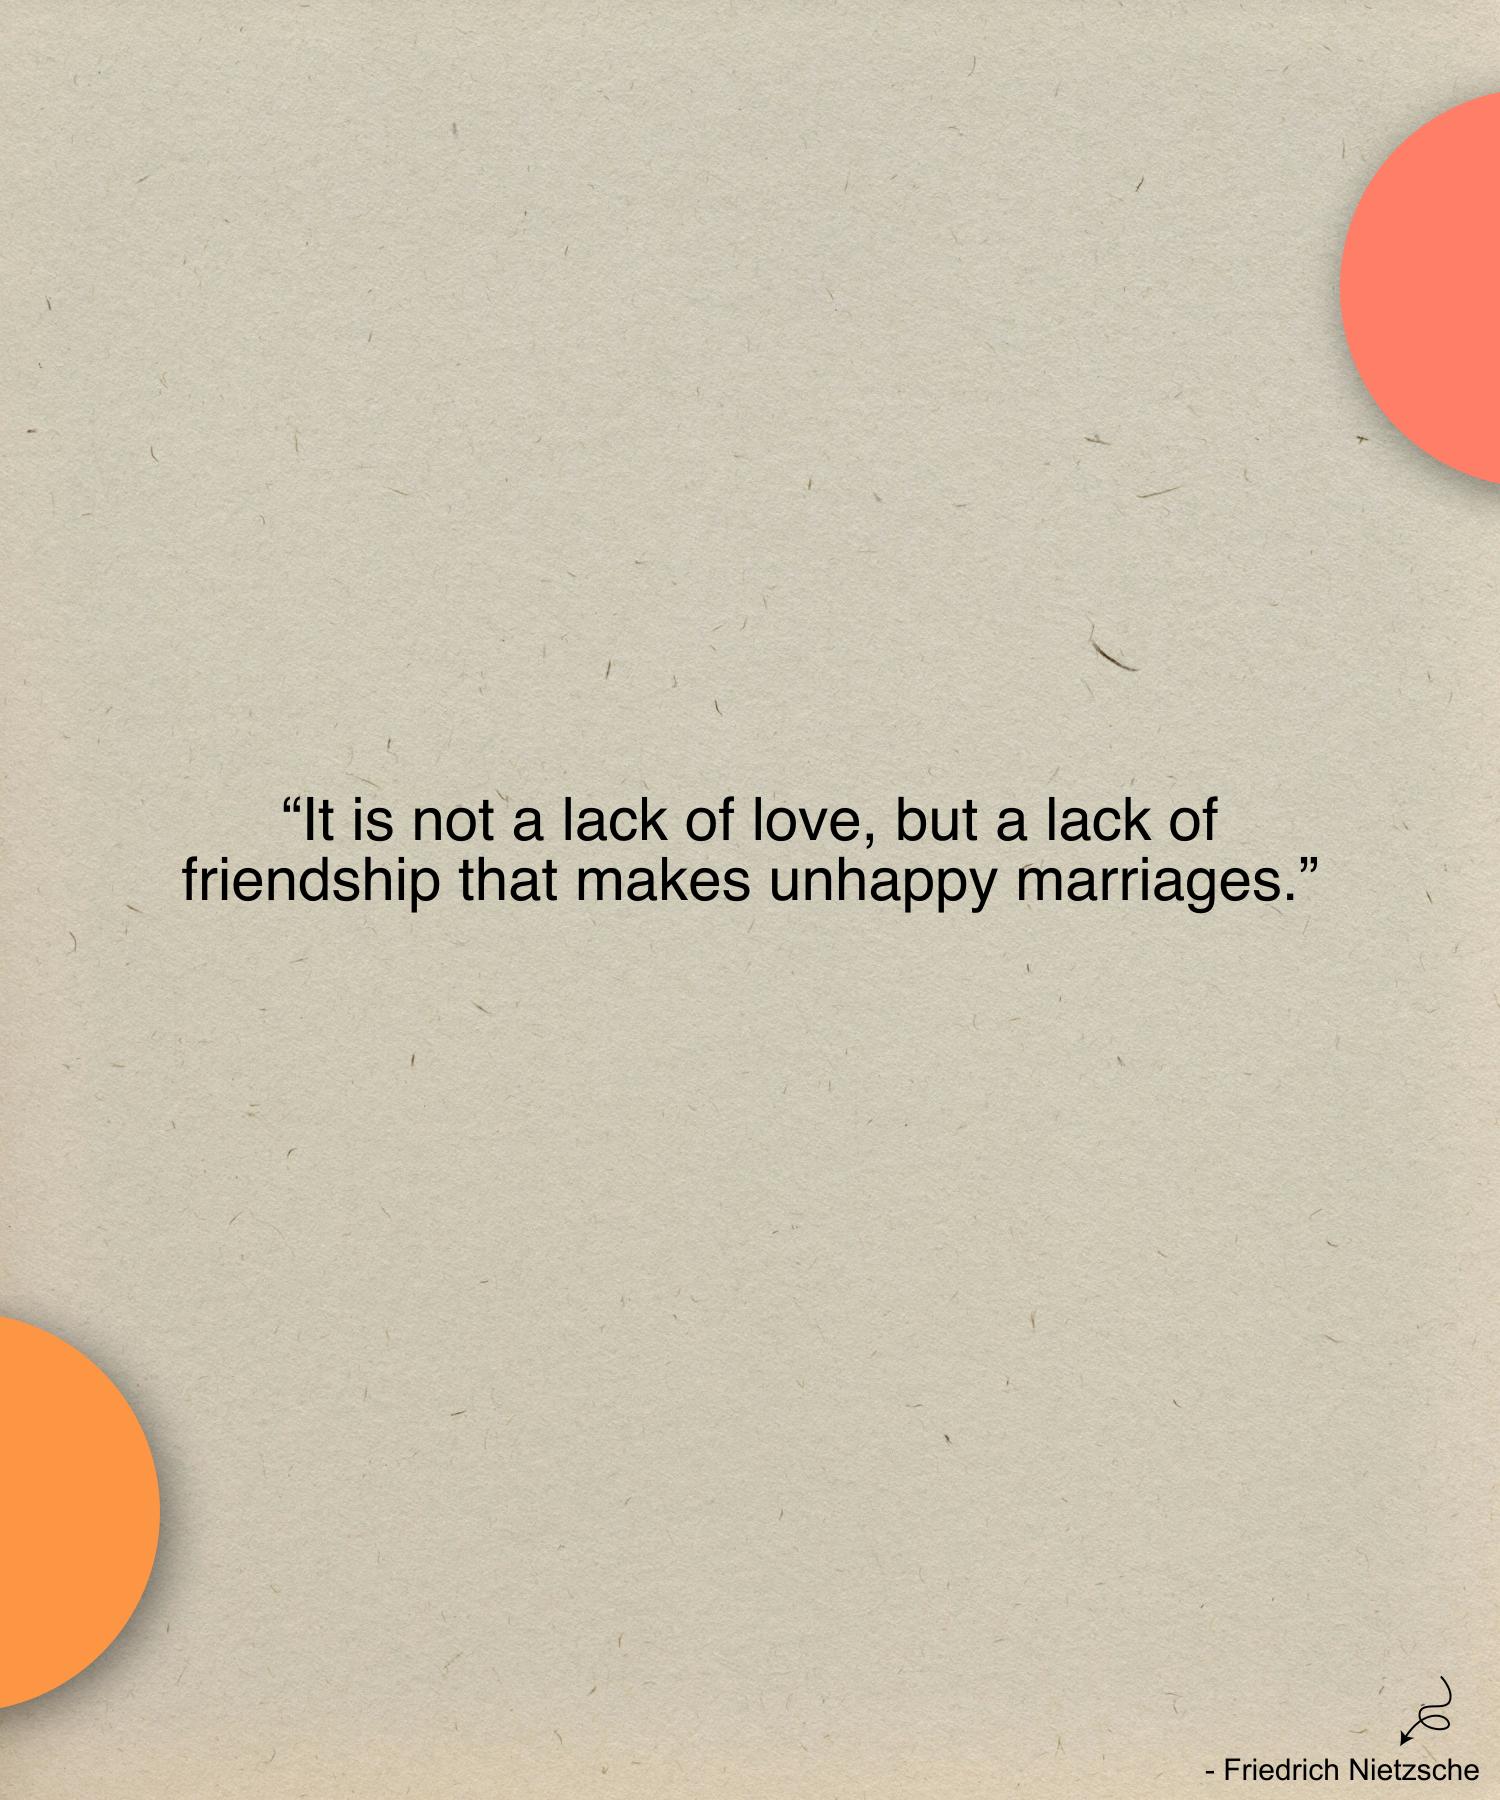 “It is not a lack of love, but a lack of
friendship that makes unhappy marriages.”
- Friedrich Nietzsche